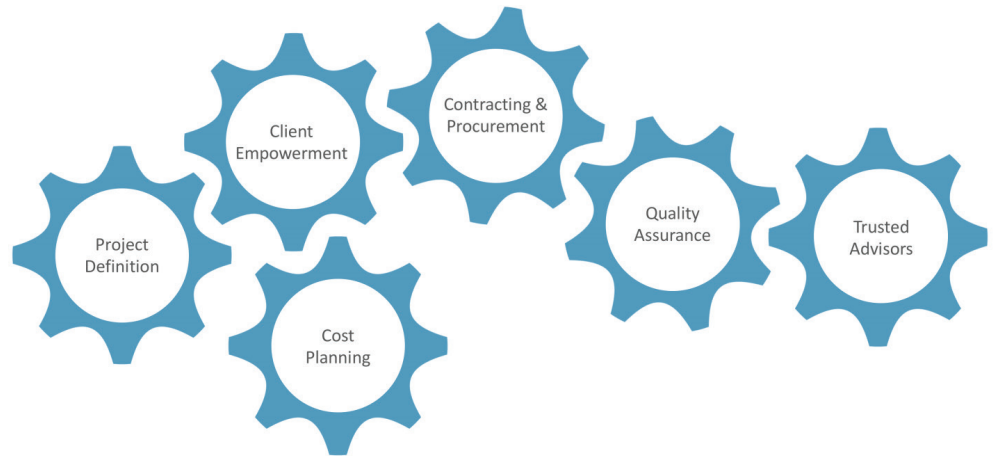 Project
Definition
Client
Empowerment
Cost
Planning
Contracting &
Procurement
Quality
Assurance
Trusted
Advisors